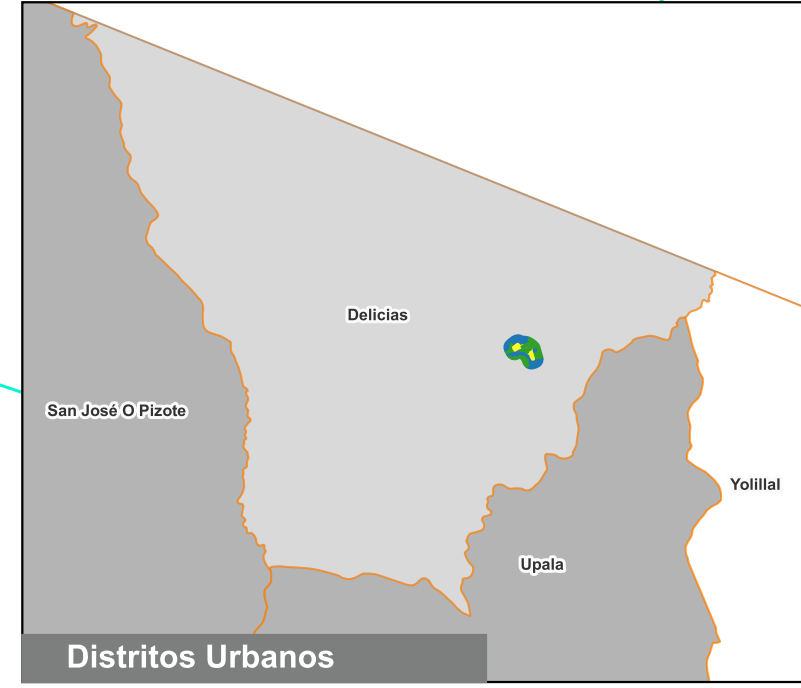 Delicias
San José O Pizote
Yolillal
Upala
Distritos Urbanos